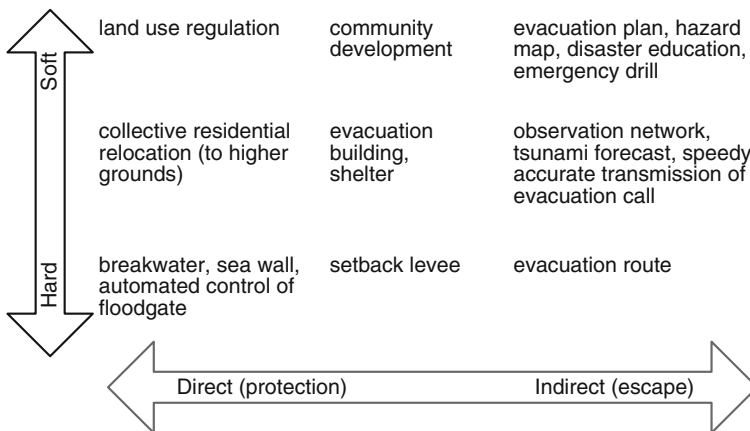 Soft
land use regulation
community
development
evacuation plan, hazard
map, disaster education,
emergency drill
collective residential
relocation (to higher
grounds)
evacuation
building,
shelter
observation network,
tsunami forecast, speedy
accurate transmission of
evacuation call
Hard
breakwater, sea wall,
automated control of
floodgate
setback levee
evacuation route
Direct (protection)
Indirect (escape)